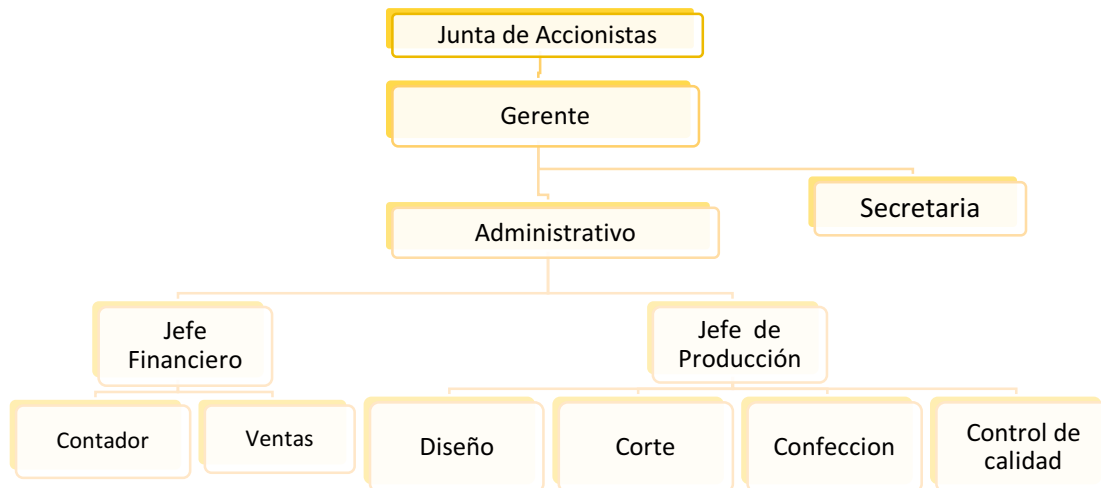 Junta de Accionistas
Gerente
Secretaria
Administrativo
Jefe
Financiero
Jefe de
Producción
Contador
Ventas
Diseño
Corte
Confeccion
Control de
calidad